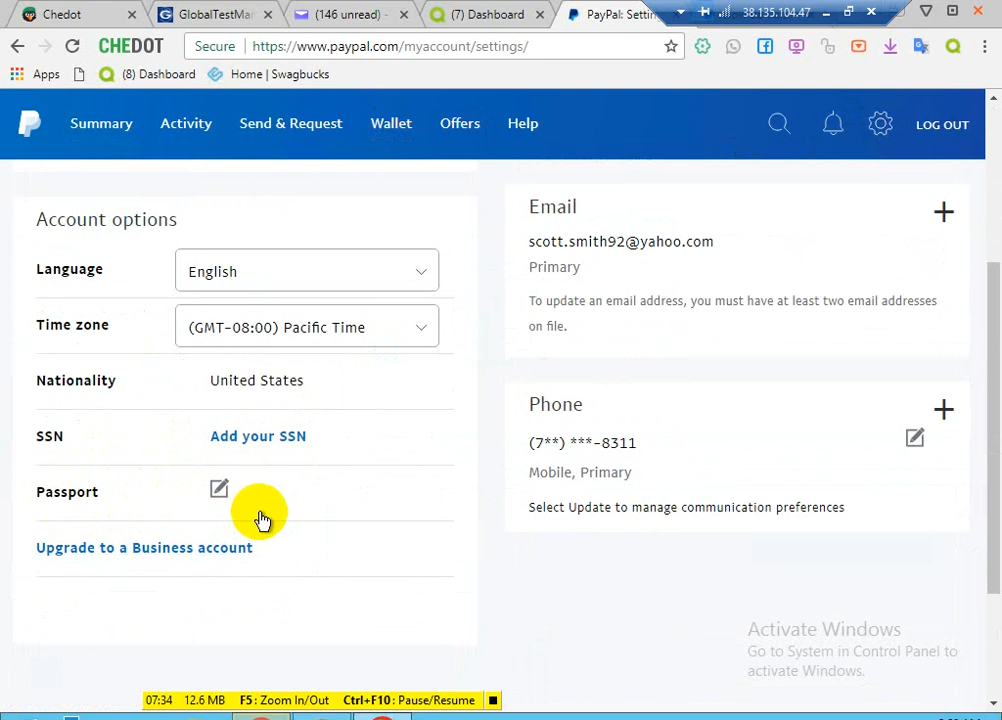 Chedot
GlobalTestMar
(146 unread) -
(7) Dashboard
PayPal: Settin
38.135.104.47
CHEDOT
Secure
https://www.paypal.com/myaccount/settings/
Apps
(8) Dashboard
Home | Swagbucks
Summary
Activity
Send & Request
Wallet
Offers
Help
LOG OUT
Account options
Language
English
Time zone
(GMT-08:00) Pacific Time
Nationality
United States
SSN
Add your SSN
Passport
Upgrade to a Business account
Email
scott.smith92@yahoo.com
Primary
To update an email address, you must have at least two email addresses
on file.
Phone
(7**) ***-8311
Mobile, Primary
Select Update to manage communication preferences
Activate Windows
Go to System in Control Panel to
activate Windows.
07:34 12.6 MB F5: Zoom In/Out Ctrl+F10: Pause/Resume